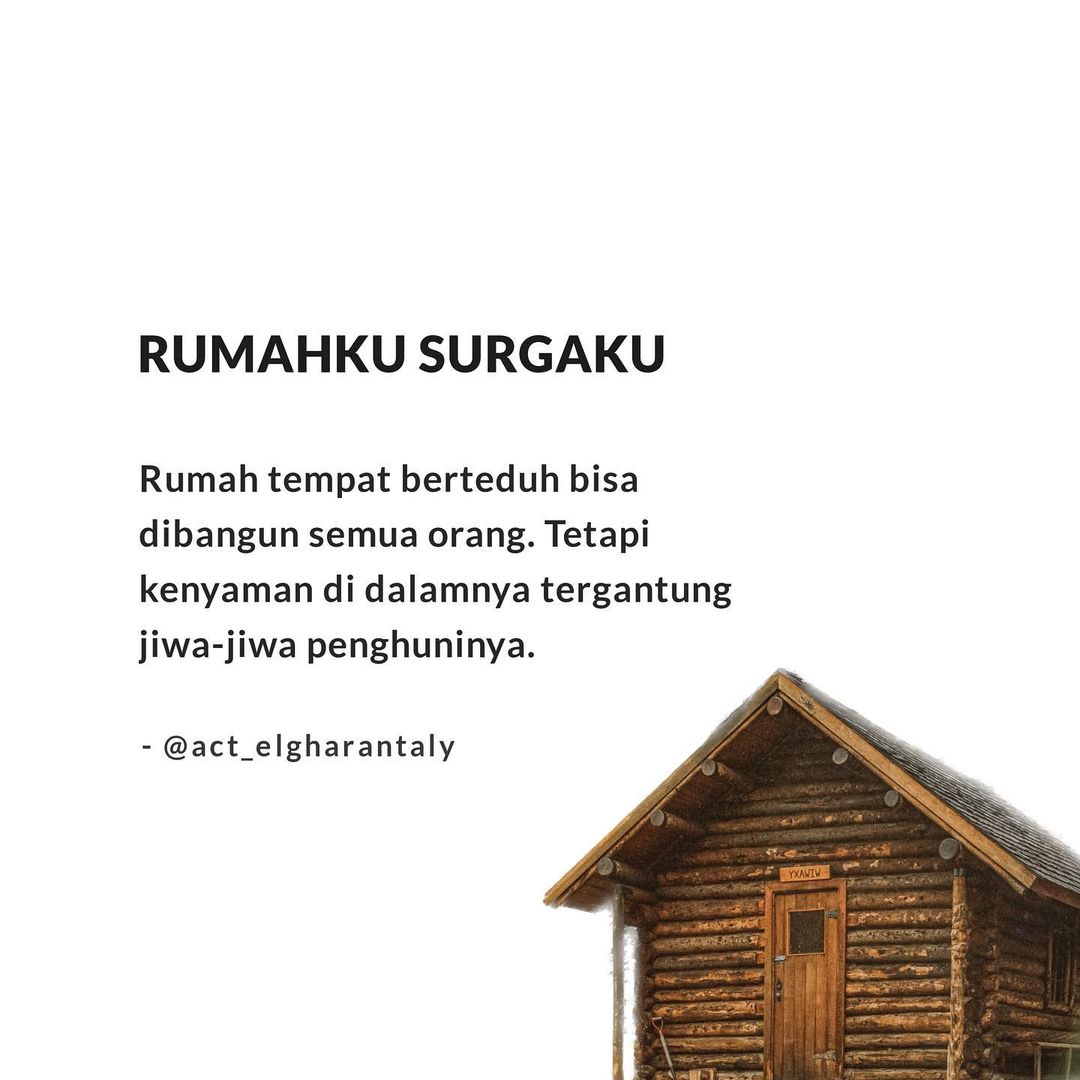 RUMAHKU SURGAKU
Rumah tempat berteduh bisa
dibangun semua orang. Tetapi
kenyaman di dalamnya tergantung
jiwa-jiwa penghuninya.
- @act_elgharantaly
YXAWIW